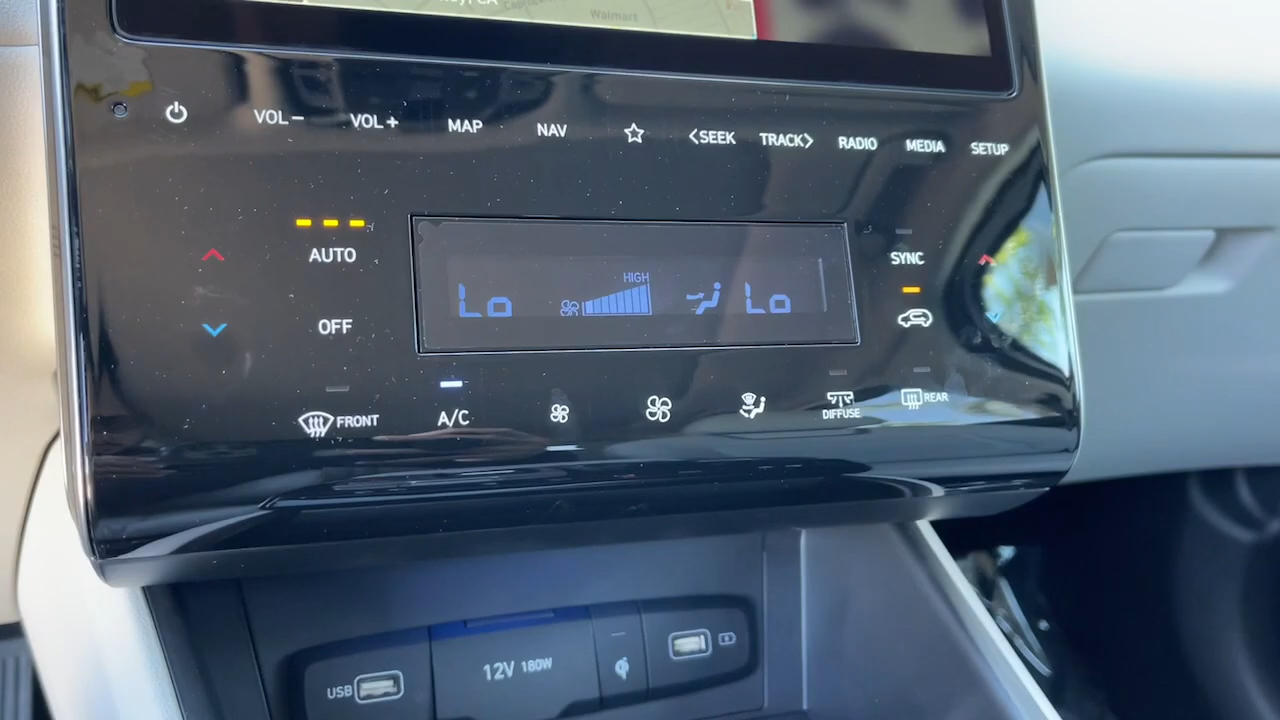 Walmart
VOL− VOL+ MAP NAV <SEEK TRACK> RADIO MEDIA SETUP
AUTO
SYNC
HIGH
Lo Lo
OFF
FRONT A/C DIFFUSE REAR
USB 12V 180W